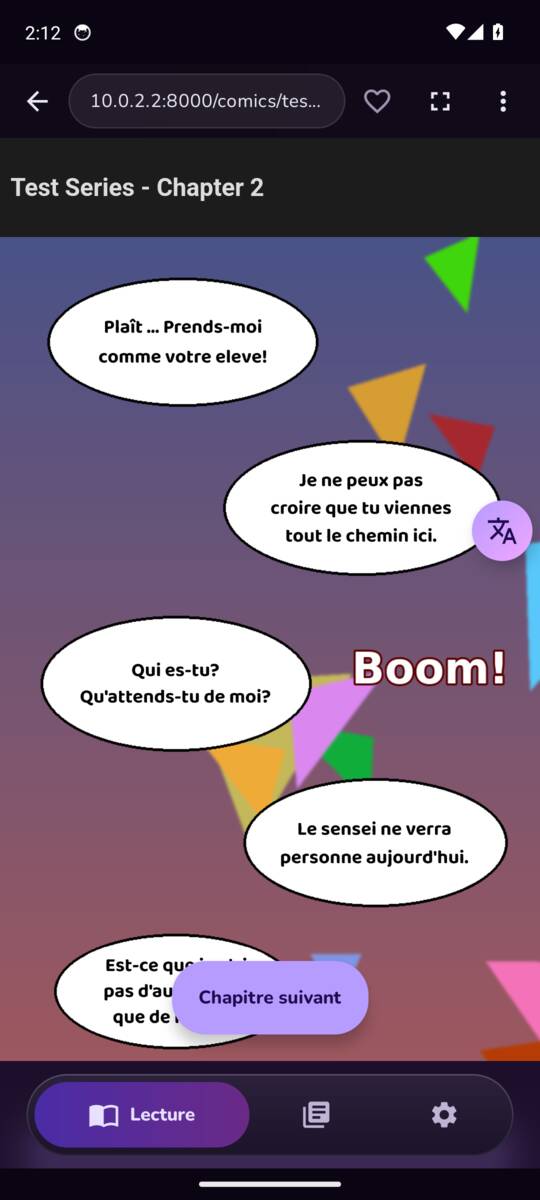 2:12
10.0.2.2:8000/comics/tes...
Test Series - Chapter 2
Plaît ... Prends-moi
comme votre eleve!
Je ne peux pas
croire que tu viennes
tout le chemin ici.
Qui es-tu?
Qu'attends-tu de moi?
Boom!
Le sensei ne verra
personne aujourd'hui.
Est-ce que
pas
que de
Chapitre suivant
Lecture